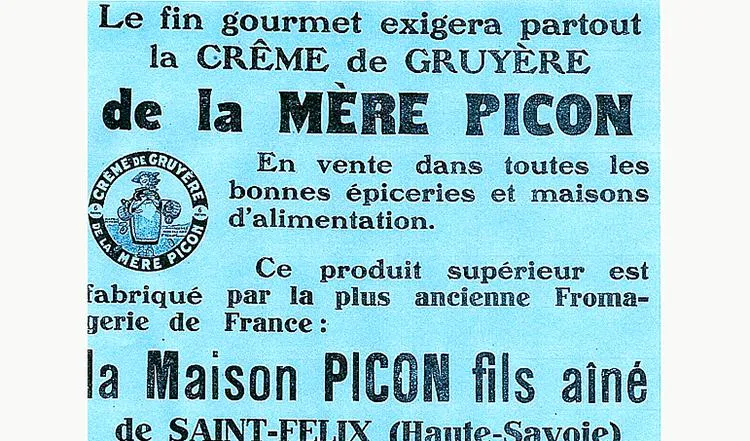 Le fin gourmet exigera partout
la CRÊME de GRUYÈRE
de la MÈRE PICON
CRÈME DE GRUYÈRE
DE LA MÈRE PICON
En vente dans toutes les
bonnes épiceries et maisons
d'alimentation.
Ce produit supérieur est
fabriqué par la plus ancienne Froma-
gerie de France :
la Maison PICON fils aîné
de SAINT-FELIX (Haute-Savoie)